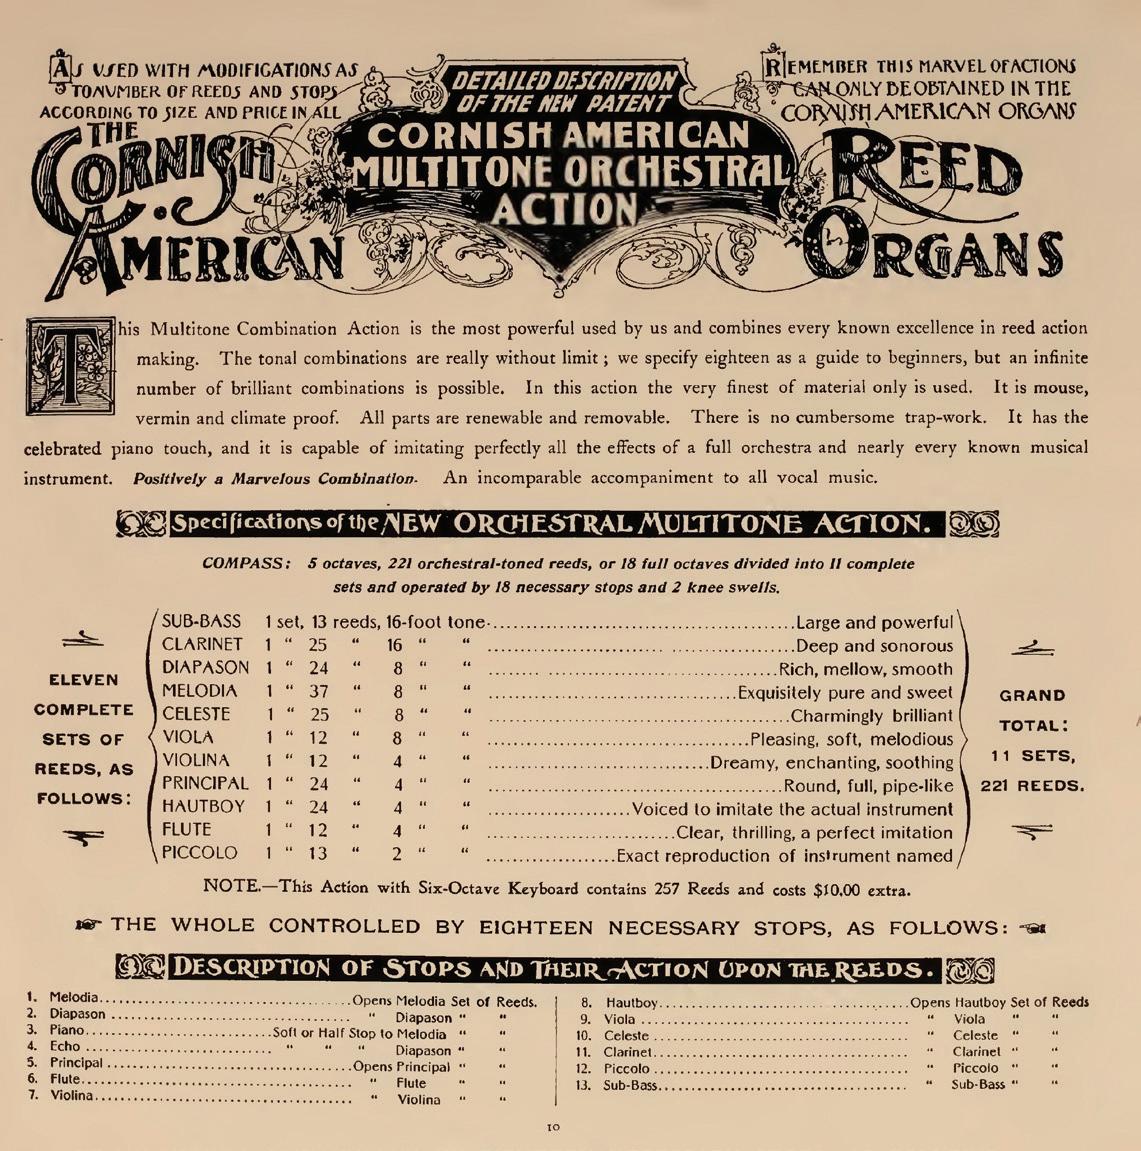 AS USED WITH MODIFICATIONS AS
TO NUMBER OF REEDS AND STOPS
ACCORDING TO SIZE AND PRICE IN ALL
THE
CORNISH
AMERICAN
DETAILED DESCRIPTION
OF THE NEW PATENT
CORNISH AMERICAN
MULTITONE ORCHESTRAL
ACTION
REMEMBER THIS MARVEL OF ACTIONS
CAN ONLY BE OBTAINED IN THE
CORNISH AMERICAN ORGANS
REED
ORGANS
This Multitone Combination Action is the most powerful used by us and combines every known excellence in reed action
making. The tonal combinations are really without limit; we specify eighteen as a guide to beginners, but an infinite
number of brilliant combinations is possible. In this action the very finest of material only is used. It is mouse,
vermin and climate proof. All parts are renewable and removable. There is no cumbersome trap-work. It has the
celebrated piano touch, and it is capable of imitating perfectly all the effects of a full orchestra and nearly every known musical
instrument. Positively a Marvelous Combination. An incomparable accompaniment to all vocal music.
Specifications of the NEW ORCHESTRAL MULTITONE ACTION.
COMPASS: 5 octaves, 221 orchestral-toned reeds, or 18 full octaves divided into 11 complete
sets and operated by 18 necessary stops and 2 knee swells.
ELEVEN
COMPLETE
SETS OF
REEDS, AS
FOLLOWS:
SUB-BASS 1 set, 13 reeds, 16-foot tone Large and powerful
CLARINET 1 " 25 " 16 " " Deep and sonorous
DIAPASON 1 " 24 " 8 " " Rich, mellow, smooth
MELODIA 1 " 37 " 8 " " Exquisitely pure and sweet
CELESTE 1 " 25 " 8 " " Charmingly brilliant
VIOLA 1 " 12 " 8 " " Pleasing, soft, melodious
VIOLINA 1 " 12 " 4 " " Dreamy, enchanting, soothing
PRINCIPAL 1 " 24 " 4 " " Round, full, pipe-like
HAUTBOY 1 " 24 " 4 " " Voiced to imitate the actual instrument
FLUTE 1 " 12 " 4 " " Clear, thrilling, a perfect imitation
PICCOLO 1 " 13 " 2 " " Exact reproduction of instrument named
GRAND
TOTAL:
11 SETS,
221 REEDS.
NOTE.—This Action with Six-Octave Keyboard contains 257 Reeds and costs $10.00 extra.
THE WHOLE CONTROLLED BY EIGHTEEN NECESSARY STOPS, AS FOLLOWS:
DESCRIPTION OF STOPS AND THEIR ACTION UPON THE REEDS.
1. Melodia Opens Melodia Set of Reeds.
2. Diapason " Diapason " "
3. Piano Soft or Half Stop to Melodia " "
4. Echo " " " Diapason " "
5. Principal Opens Principal " "
6. Flute " Flute " "
7. Violina " Violina " "
8. Hautboy Opens Hautboy Set of Reeds
9. Viola " Viola " "
10. Celeste " Celeste " "
11. Clarinet " Clarinet " "
12. Piccolo " Piccolo " "
13. Sub-Bass " Sub-Bass " "
10